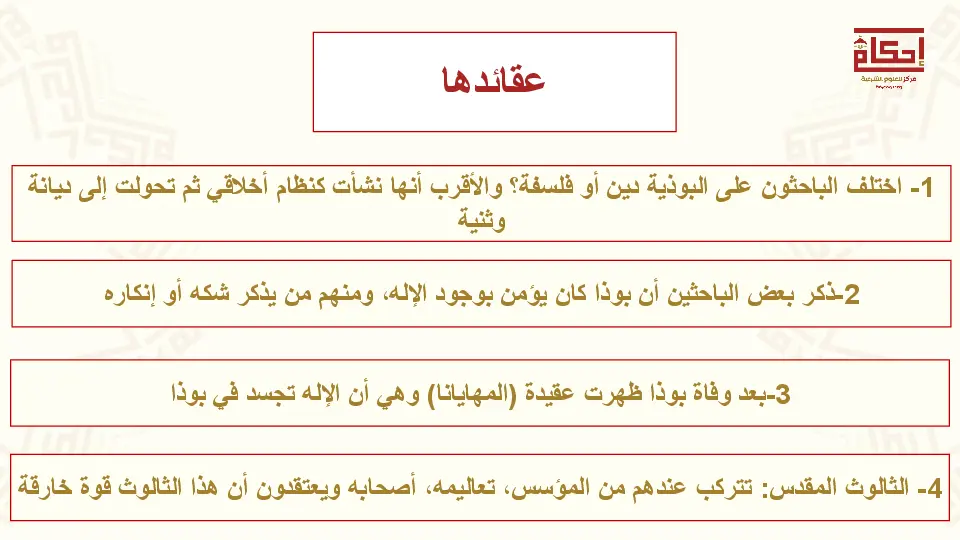 إحكام
مركز للعلوم الشرعية
عقائدها
1- اختلف الباحثون على البوذية دين أو فلسفة؟ والأقرب أنها نشأت كنظام أخلاقي ثم تحولت إلى ديانة
وثنية
2-ذكر بعض الباحثين أن بوذا كان يؤمن بوجود الإله، ومنهم من يذكر شكه أو إنكاره
3-بعد وفاة بوذا ظهرت عقيدة (المهايانا) وهي أن الإله تجسد في بوذا
4- الثالوث المقدس: تتركب عندهم من المؤسس، تعاليمه، أصحابه ويعتقدون أن هذا الثالوث قوة خارقة